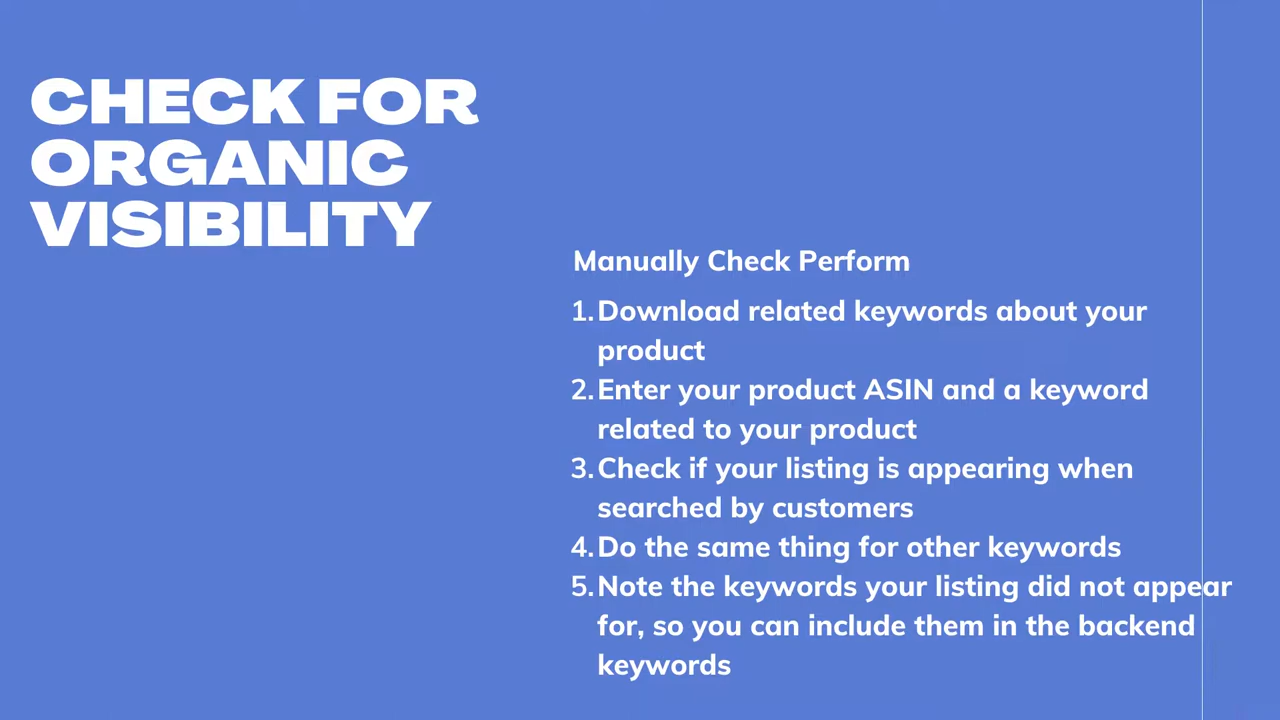 CHECK FOR
ORGANIC
VISIBILITY
Manually Check Perform
1. Download related keywords about your
product
2. Enter your product ASIN and a keyword
related to your product
3. Check if your listing is appearing when
searched by customers
4. Do the same thing for other keywords
5. Note the keywords your listing did not appear
for, so you can include them in the backend
keywords